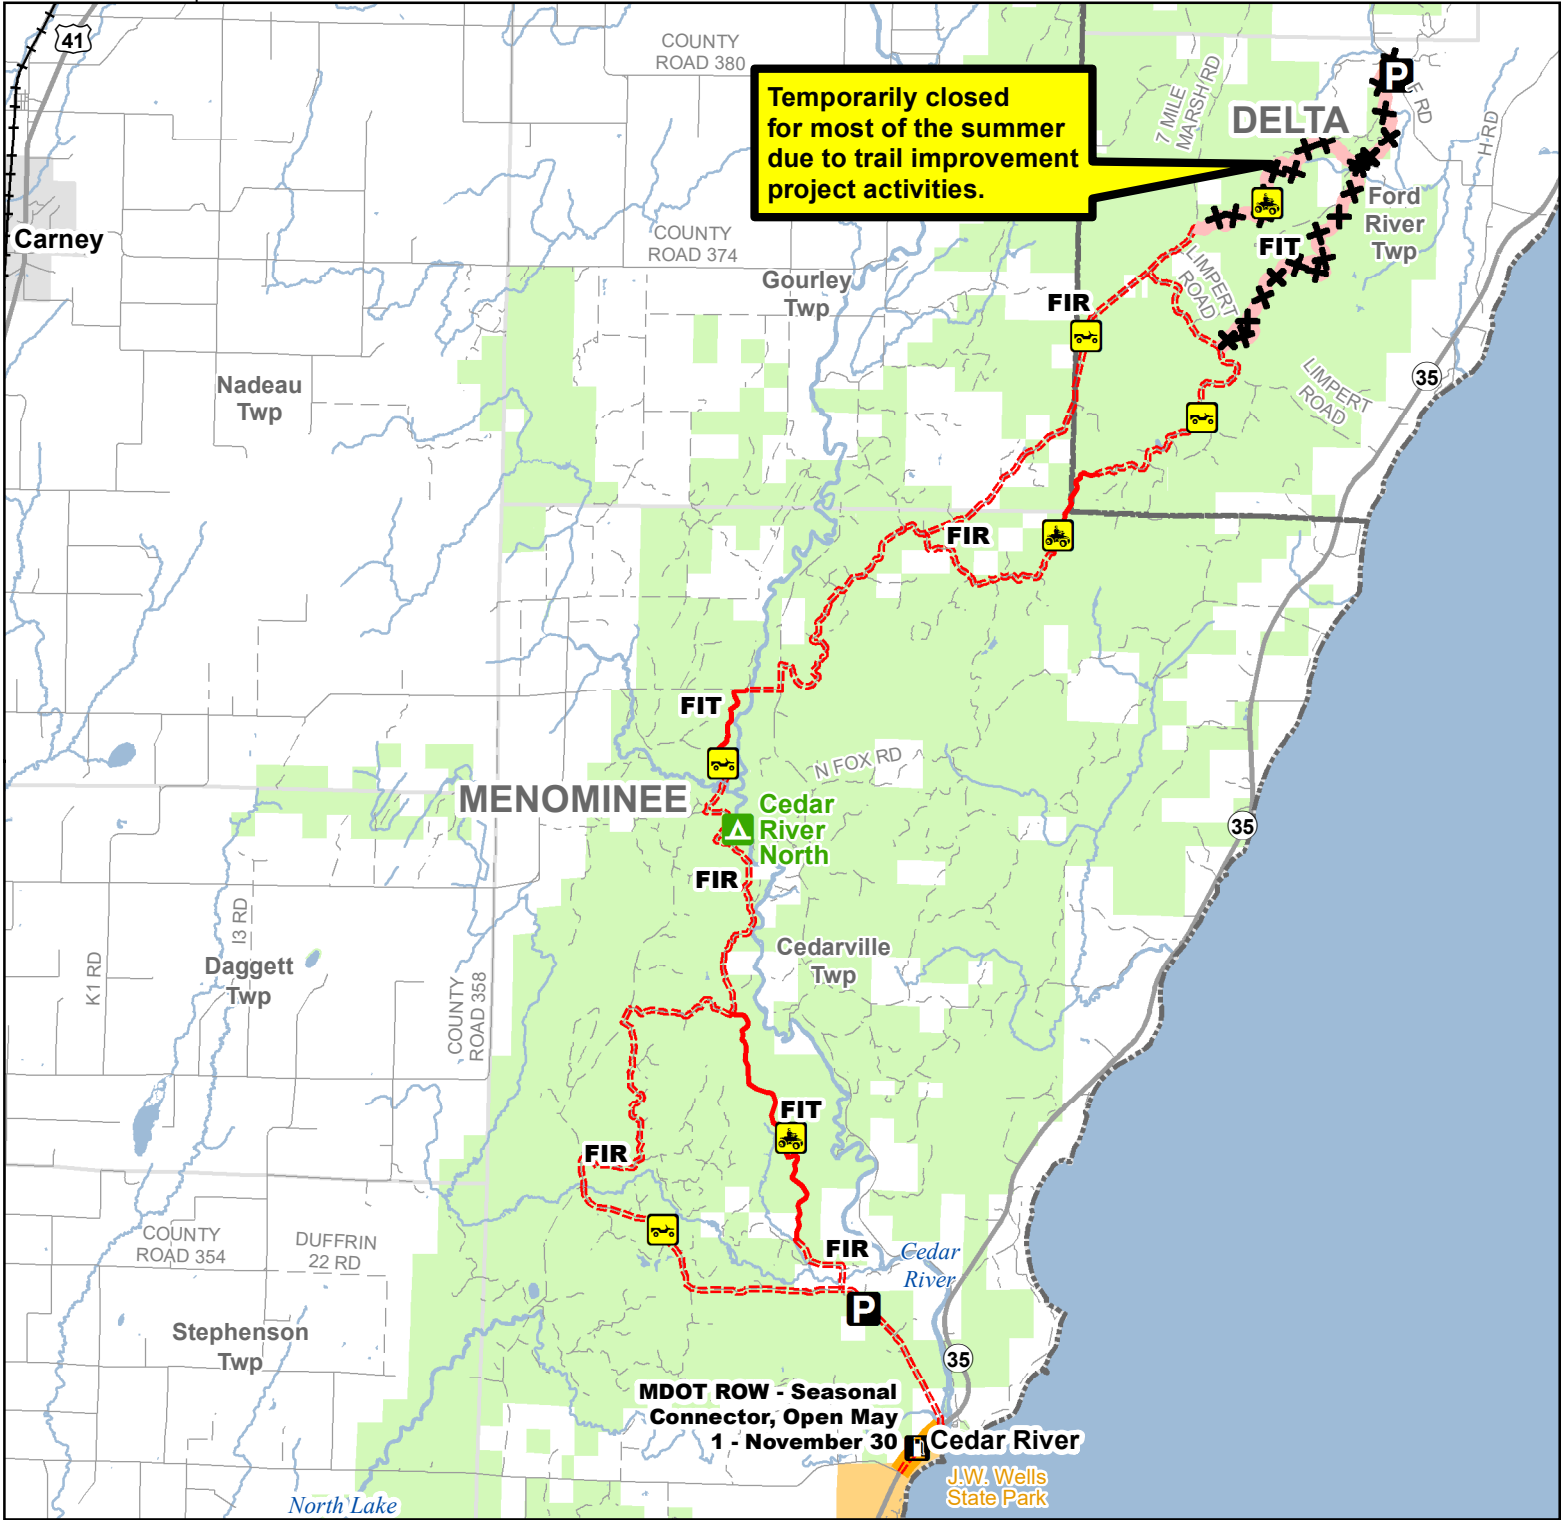 41
COUNTY
ROAD 380
Temporarily closed
for most of the summer
due to trail improvement
project activities.
7 MILE
MARSH RD
DELTA
P
F RD
H-RD
Ford
River
Twp
Carney
COUNTY
ROAD 374
Gourley
Twp
FIT
LIMPERT
ROAD
FIR
Nadeau
Twp
LIMPERT
ROAD
35
FIR
FIT
N FOX RD
MENOMINEE
Cedar
River
North
35
FIR
I3 RD
K1 RD
Daggett
Twp
COUNTY
ROAD 358
Cedarville
Twp
FIT
FIR
COUNTY
ROAD 354
DUFFRIN
22 RD
FIR
Cedar
River
P
Stephenson
Twp
35
MDOT ROW - Seasonal
Connector, Open May
1 - November 30
Cedar River
J.W. Wells
State Park
North Lake